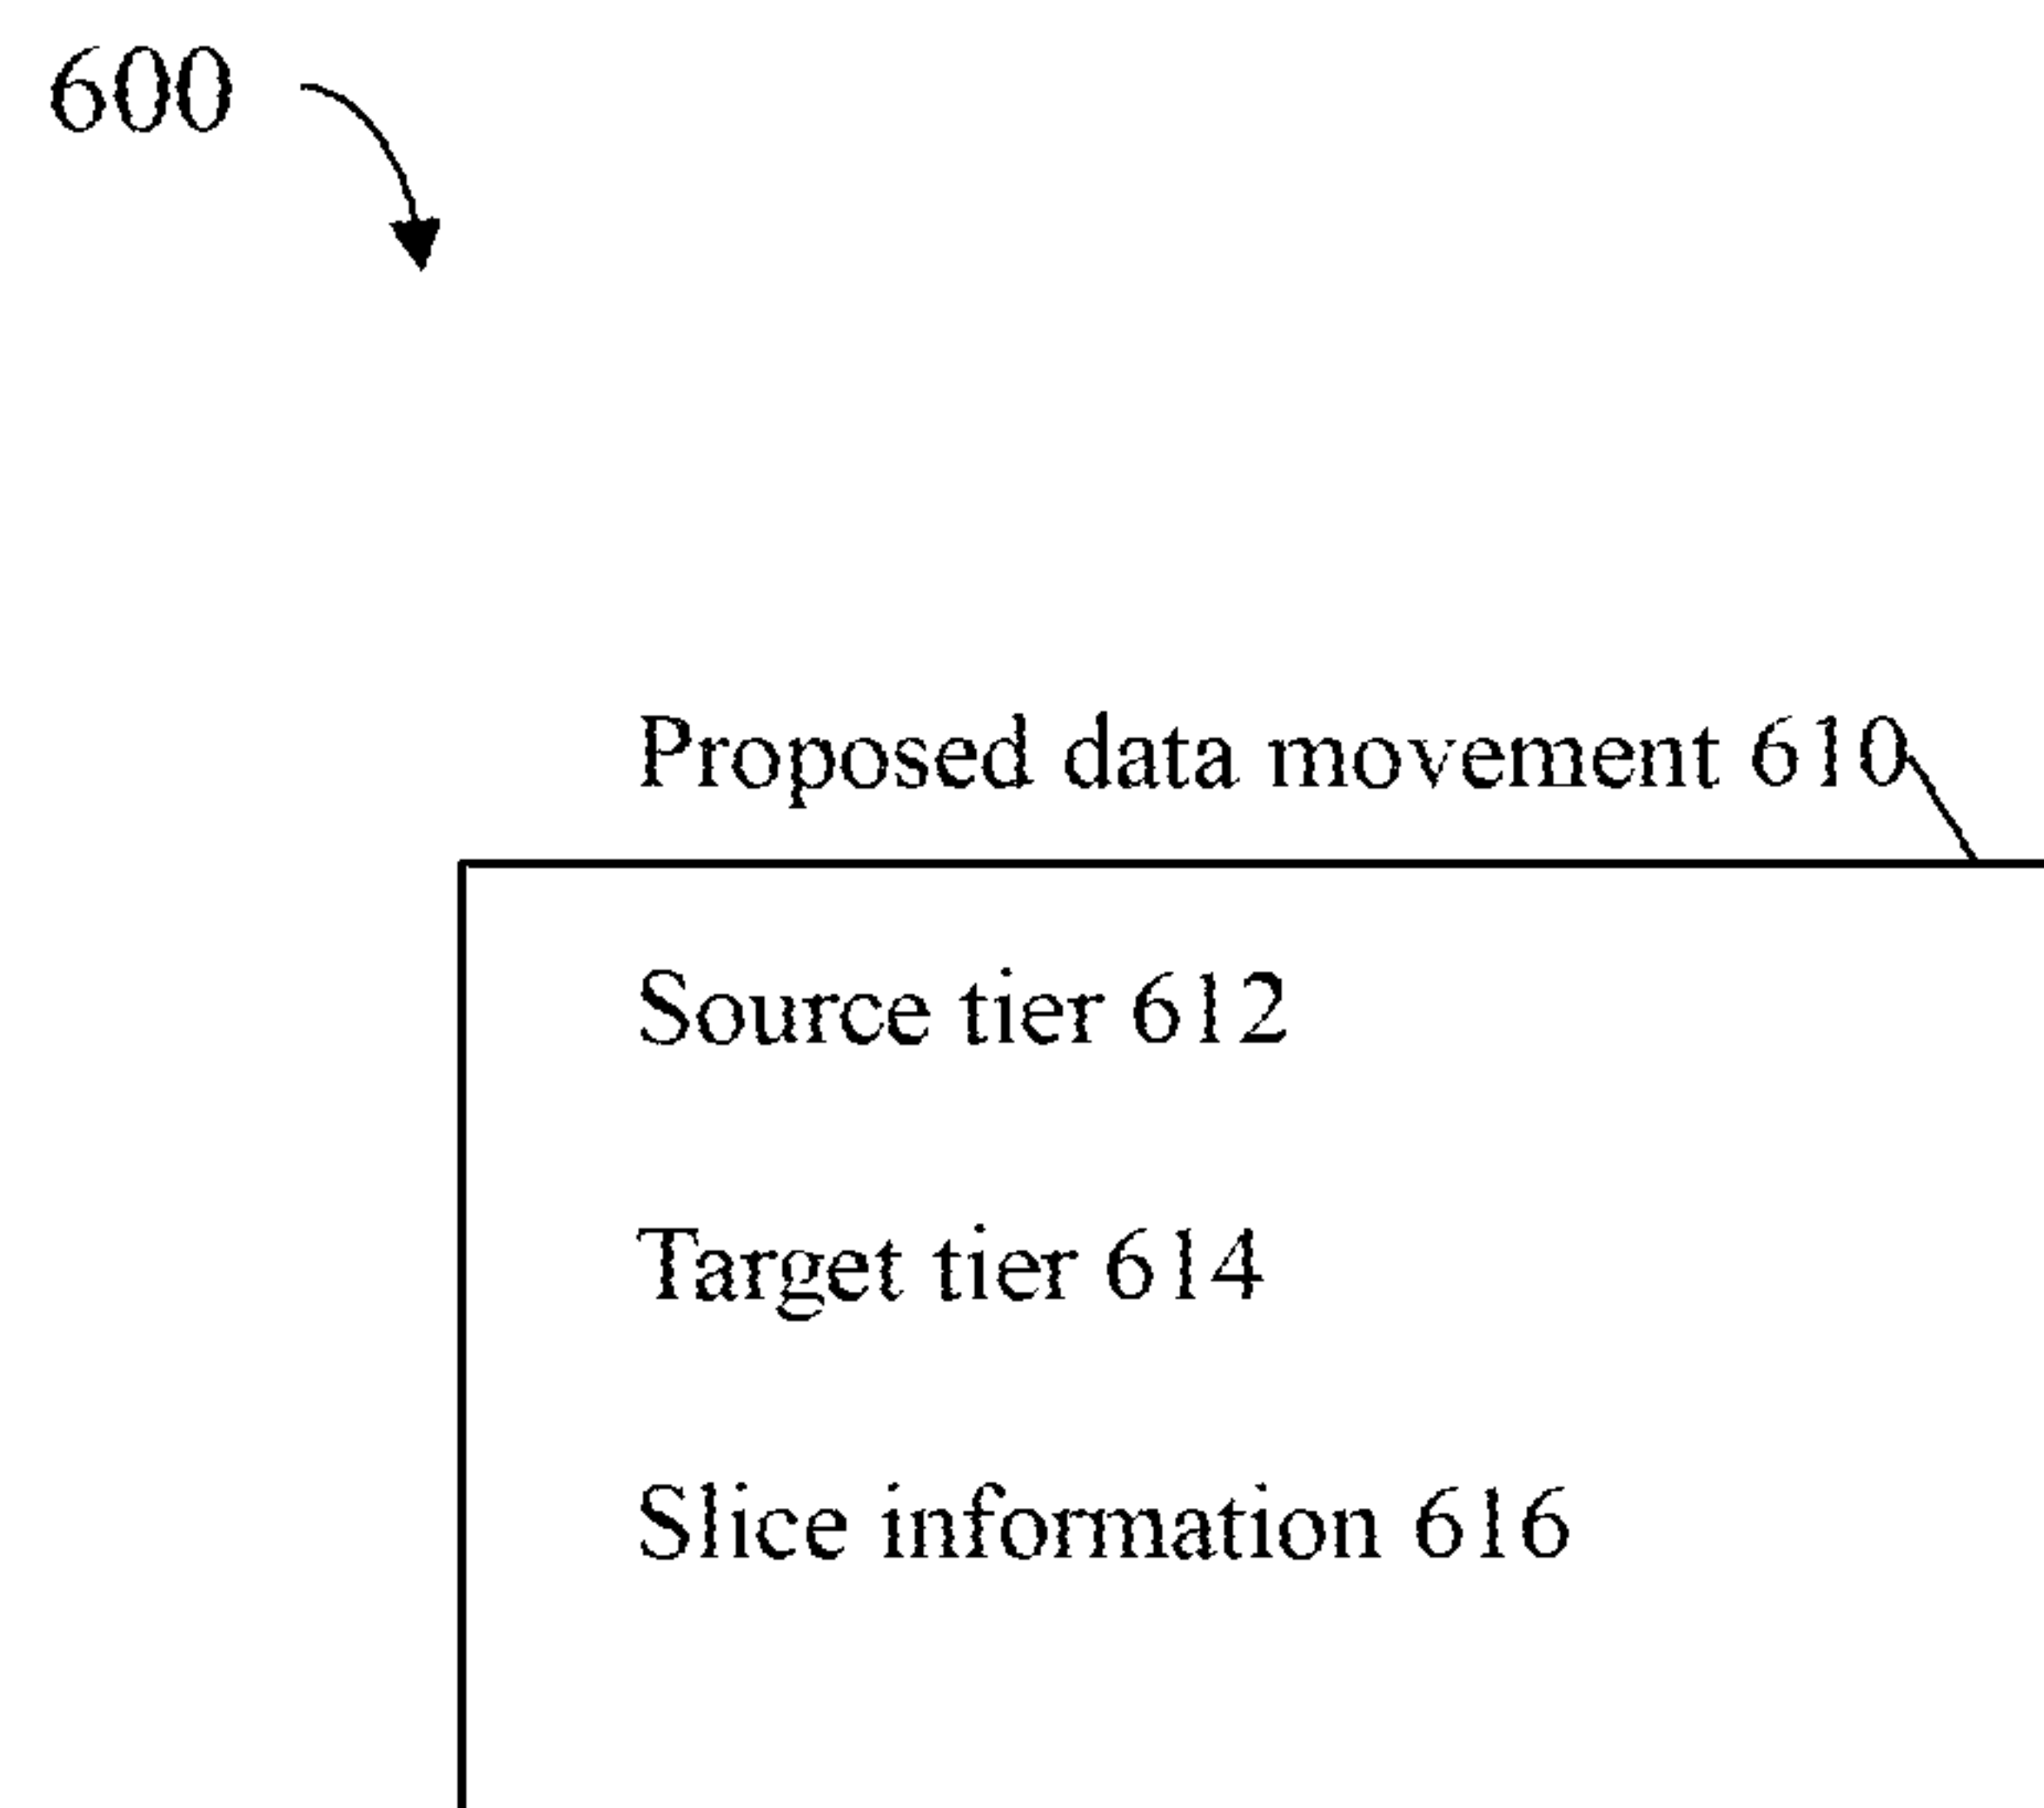 600
Proposed data movement 610
Source tier 612
Target tier 614
Slice information 616